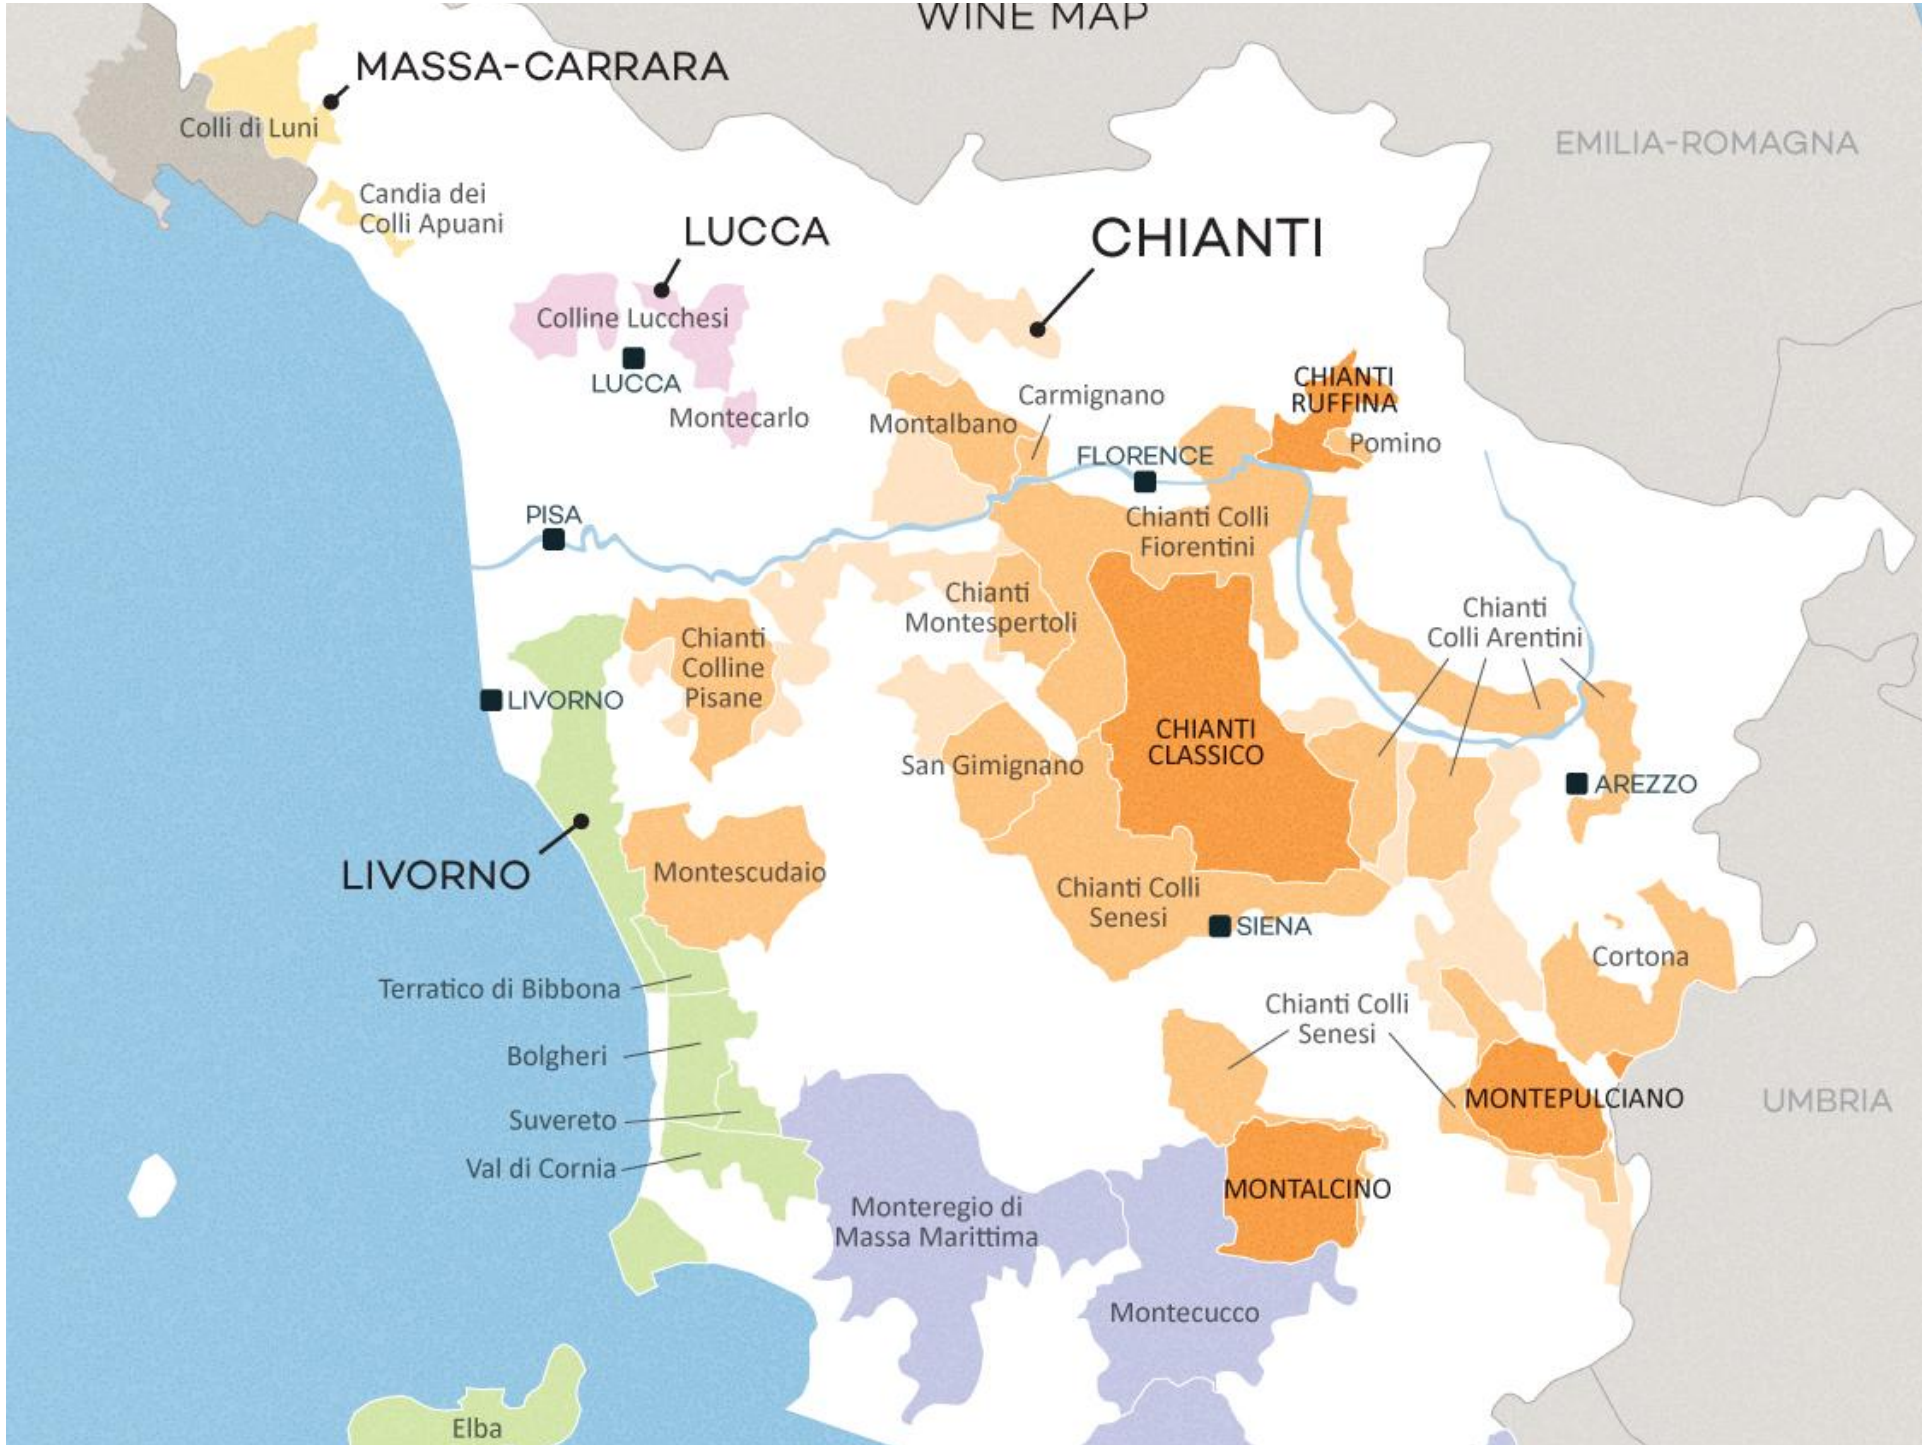 WINE MAP
MASSA-CARRARA
Colli di Luni
EMILIA-ROMAGNA
Candia dei
Colli Apuani
LUCCA
CHIANTI
Colline Lucchesi
LUCCA
CHIANTI
RUFFINA
Carmignano
Montecarlo
Montalbano
Pomino
FLORENCE
PISA
Chianti Colli
Fiorentini
Chianti
Montespertoli
Chianti
Colli Arentini
Chianti
Colline
Pisane
LIVORNO
CHIANTI
CLASSICO
San Gimignano
AREZZO
LIVORNO
Montescudaio
Chianti Colli
Senesi
SIENA
Cortona
Terratico di Bibbona
Chianti Colli
Senesi
Bolgheri
MONTEPULCIANO
UMBRIA
Suvereto
Val di Cornia
MONTALCINO
Monteregio di
Massa Marittima
Montecucco
Elba